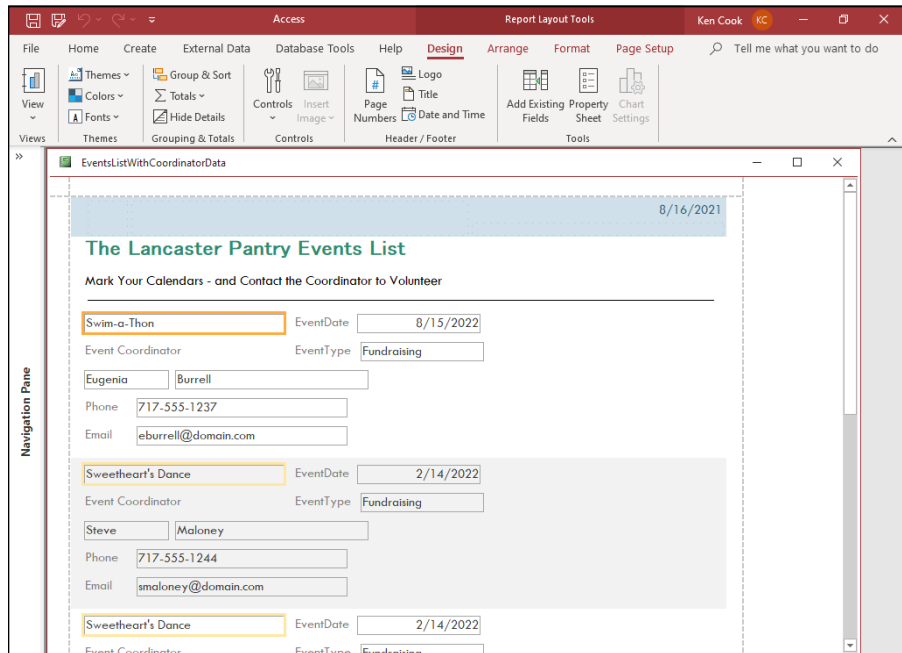 Access Report Layout Tools Ken Cook KC
File Home Create External Data Database Tools Help Design Arrange Format Page Setup Tell me what you want to do
View
Views
Themes
Colors
A Fonts
Themes
Group & Sort
Totals
Hide Details
Grouping & Totals
Controls
Insert
Image
Controls
Page
Numbers
Logo
Title
Date and Time
Header / Footer
Add Existing
Fields
Property
Sheet
Chart
Settings
Tools
Navigation Pane
EventsListWithCoordinatorData
8/16/2021
The Lancaster Pantry Events List
Mark Your Calendars - and Contact the Coordinator to Volunteer
Swim-a-Thon EventDate 8/15/2022
Event Coordinator EventType Fundraising
Eugenia Burrell
Phone 717-555-1237
Email eburrell@domain.com
Sweetheart's Dance EventDate 2/14/2022
Event Coordinator EventType Fundraising
Steve Maloney
Phone 717-555-1244
Email smaloney@domain.com
Sweetheart's Dance EventDate 2/14/2022
Event Coordinator EventType Fundraising